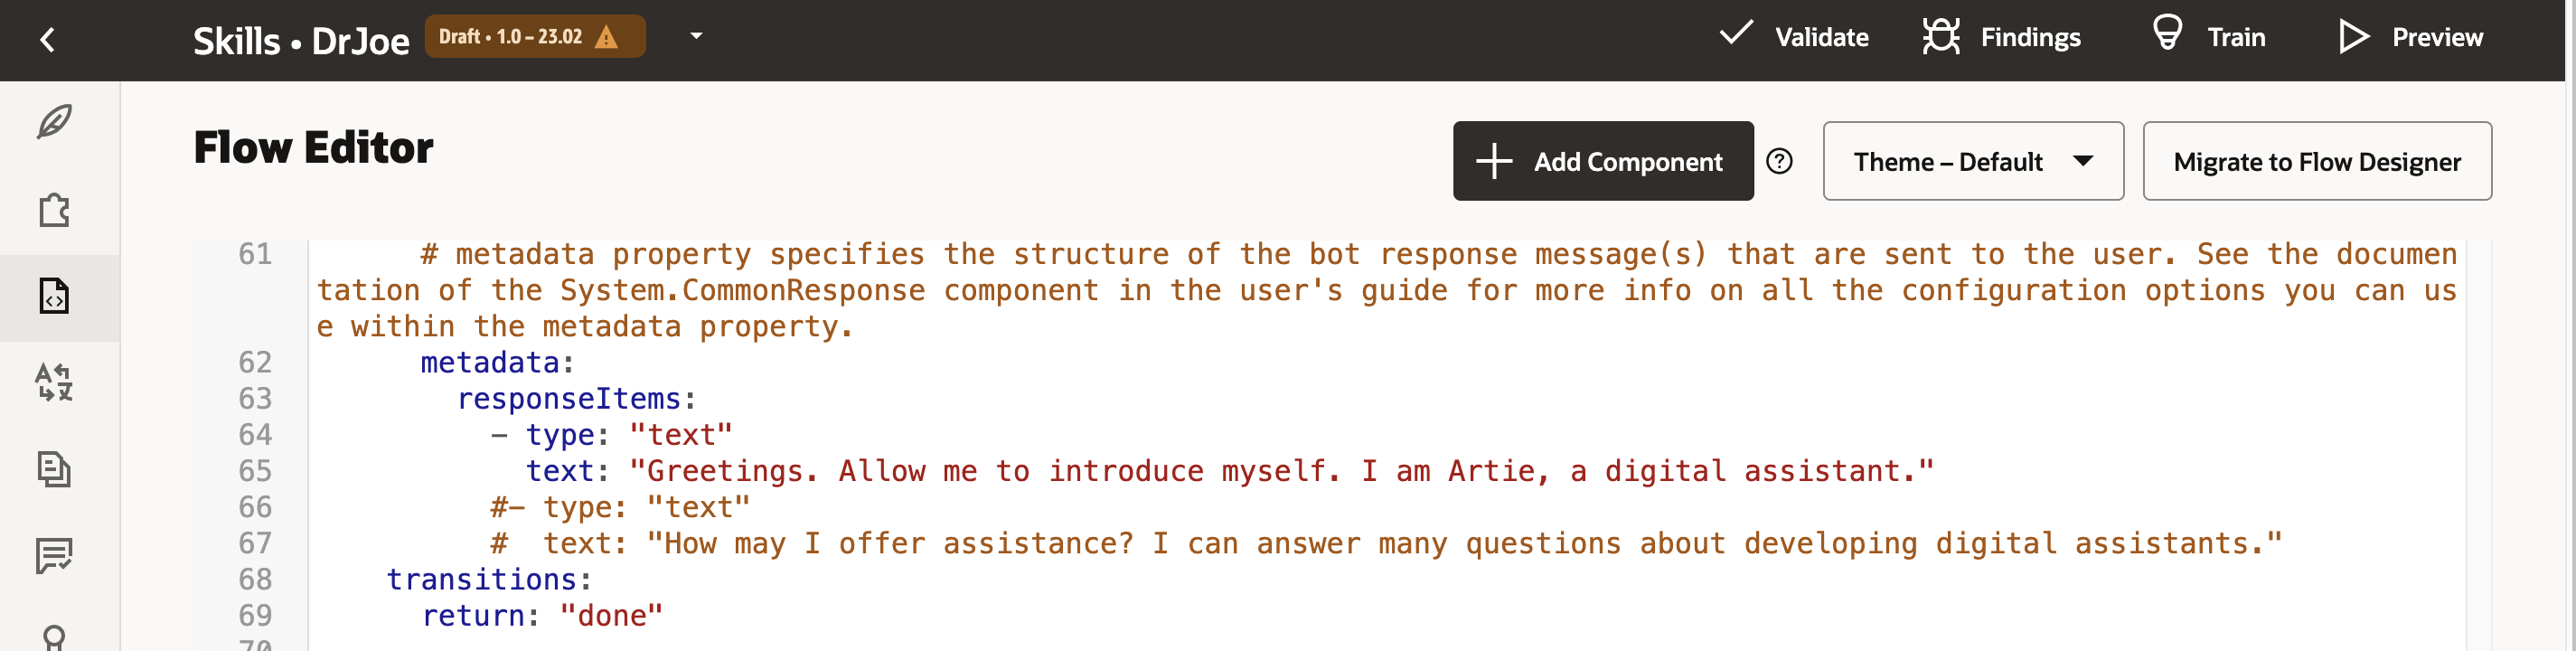 Skills • DrJoe Draft • 1.0 – 23.02 Validate Findings Train Preview
Flow Editor
Add Component Theme – Default Migrate to Flow Designer
61 # metadata property specifies the structure of the bot response message(s) that are sent to the user. See the documen
tation of the System.CommonResponse component in the user's guide for more info on all the configuration options you can us
e within the metadata property.
62 metadata:
63 responseItems:
64 - type: "text"
65 text: "Greetings. Allow me to introduce myself. I am Artie, a digital assistant."
66 #- type: "text"
67 #  text: "How may I offer assistance? I can answer many questions about developing digital assistants."
68 transitions:
69 return: "done"
70